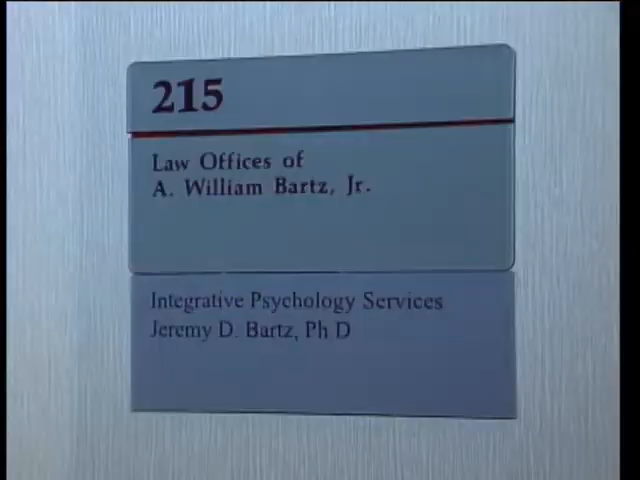 215
Law Offices of
A. William Bartz, Jr.
Integrative Psychology Services
Jeremy D. Bartz, Ph D